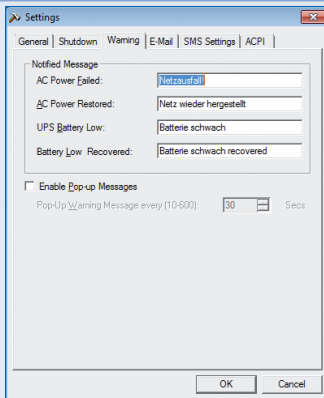 Settings
General Shutdown Warning E-Mail SMS Settings ACPI
Notified Message
AC Power Failed: Netzausfall!
AC Power Restored: Netz wieder hergestellt
UPS Battery Low: Batterie schwach
Battery Low Recovered: Batterie schwach recovered
Enable Pop-up Messages
Pop-Up Warning Message every (10-600): 30 Secs
OK Cancel